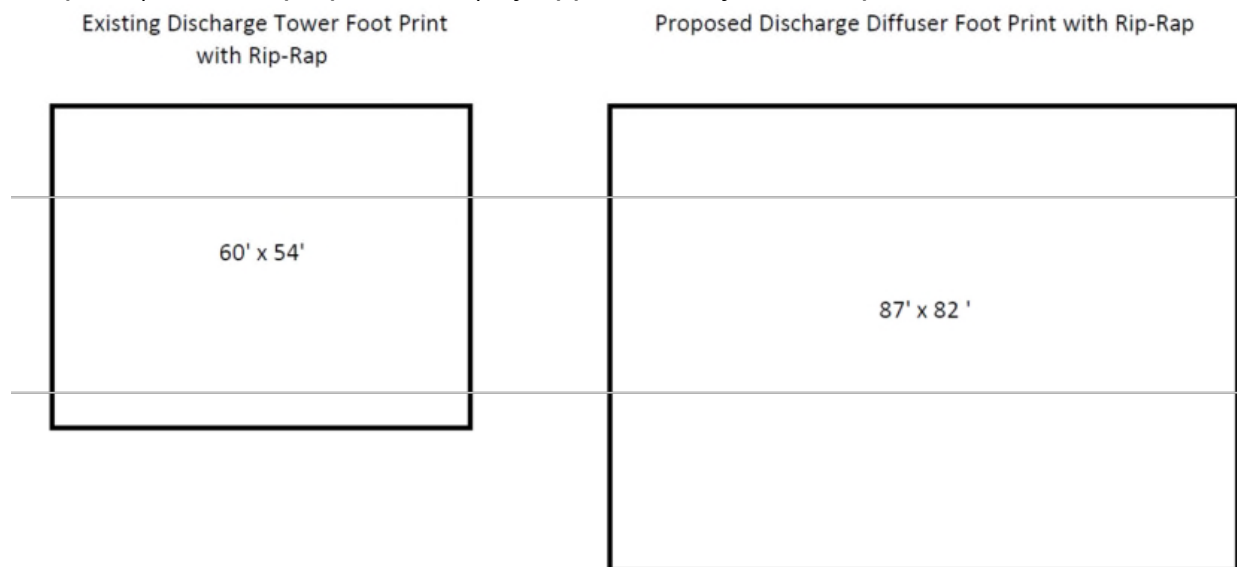 Existing Discharge Tower Foot Print
with Rip-Rap
Proposed Discharge Diffuser Foot Print with Rip-Rap
60' x 54'
87' x 82 '